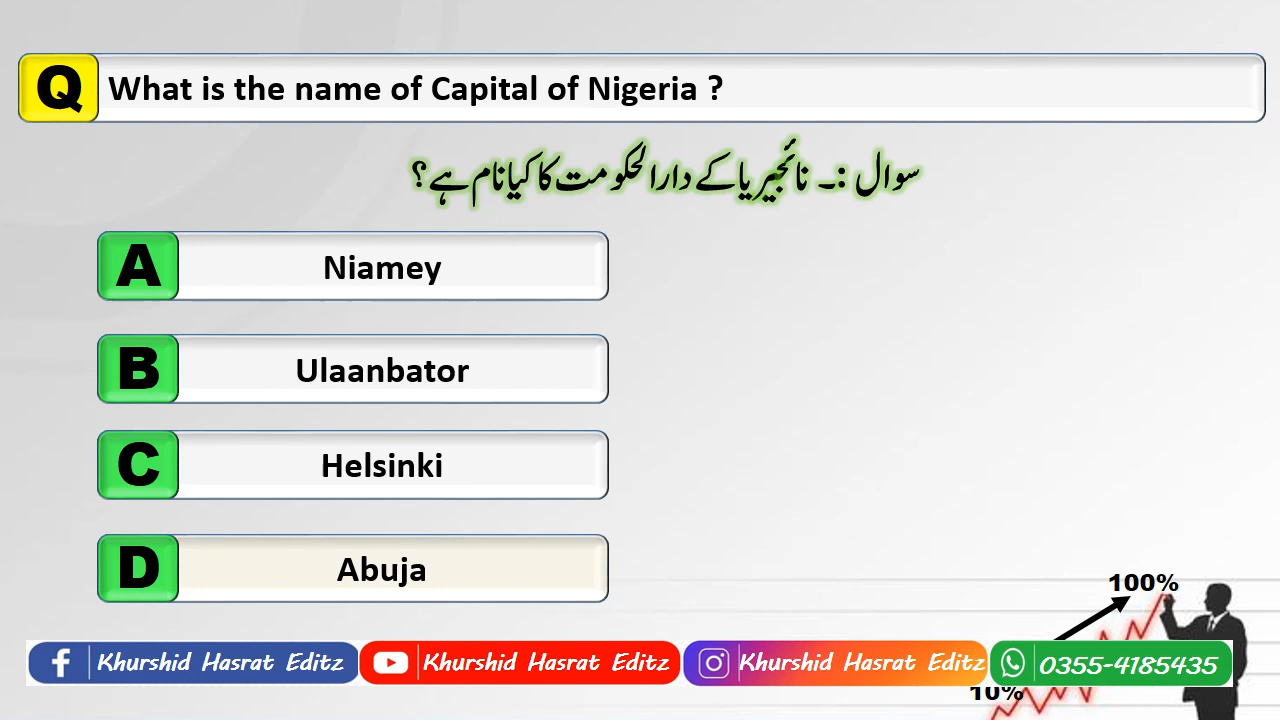 Q What is the name of Capital of Nigeria ?
سوال :۔ نائجیریا کے دارالحکومت کا کیا نام ہے؟
A Niamey
B Ulaanbator
C Helsinki
D Abuja
100%
10%
Khurshid Hasrat Editz Khurshid Hasrat Editz Khurshid Hasrat Editz 0355-4185435